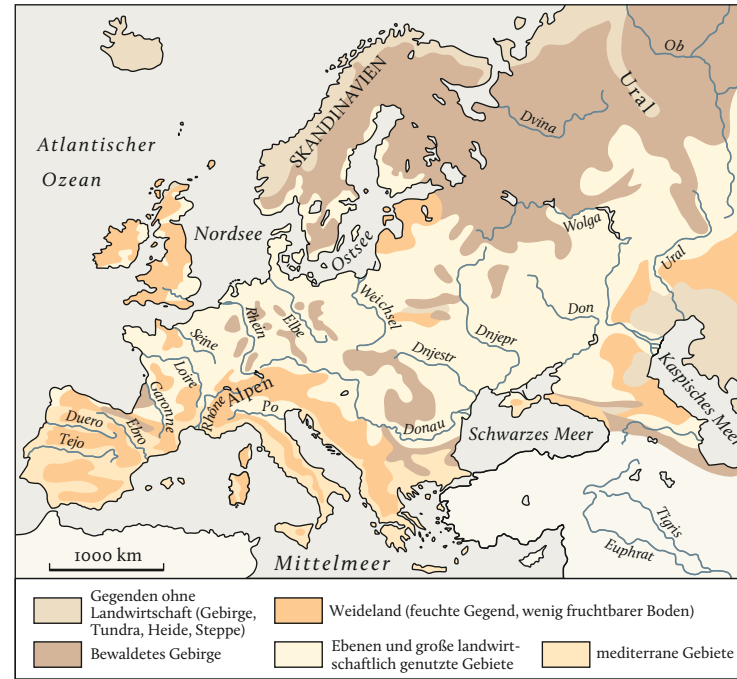 Ob
Ural
SKANDINAVIEN
Dvina
Atlantischer
Ozean
Nordsee
Ostsee
Wolga
Ural
Weichsel
Don
Rhein
Elbe
Dnjepr
Seine
Dnjestr
Loire
Kaspisches Meer
Garonne
Rhône
Alpen
Po
Duero
Ebro
Donau
Tejo
Schwarzes Meer
Tigris
Euphrat
1000 km
Mittelmeer
Gegenden ohne
Landwirtschaft (Gebirge,
Tundra, Heide, Steppe)
Bewaldetes Gebirge
Weideland (feuchte Gegend, wenig fruchtbarer Boden)
Ebenen und große landwirt-
schaftlich genutzte Gebiete
mediterrane Gebiete